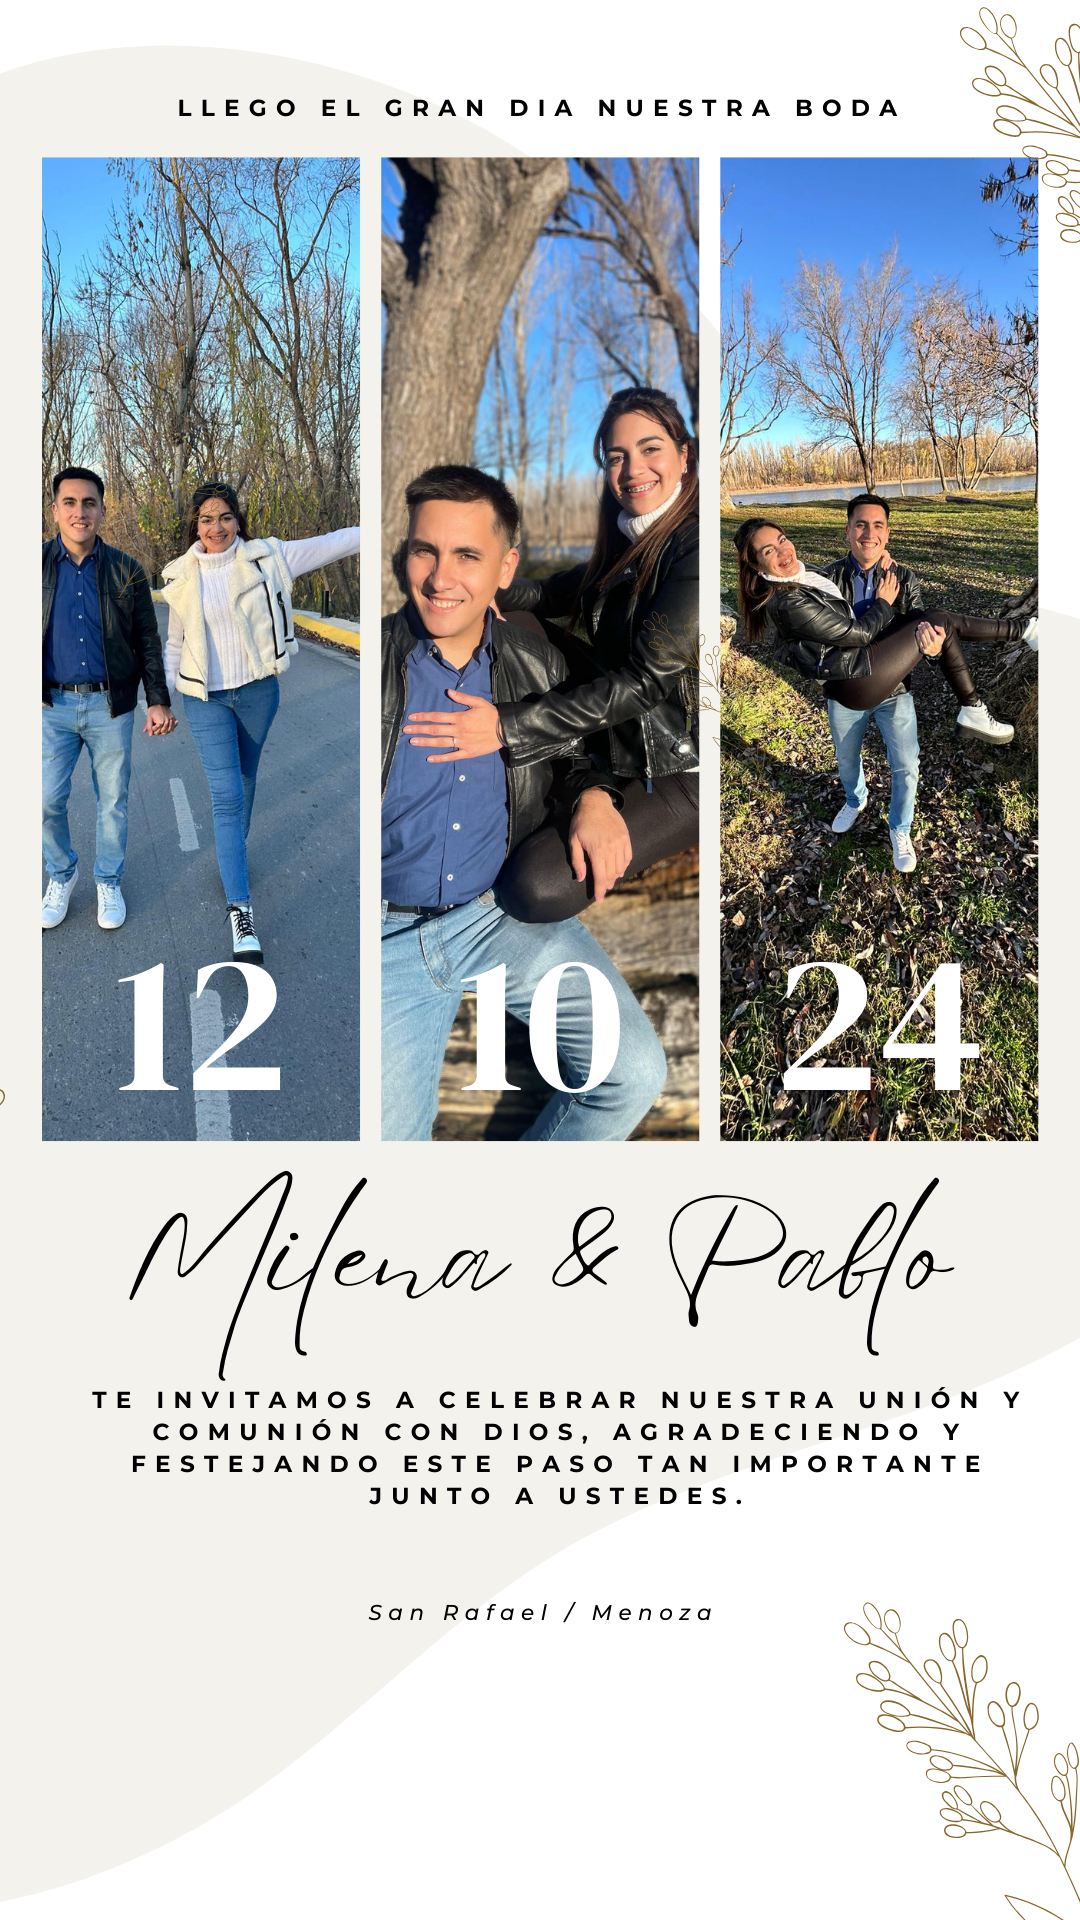 LLEGO EL GRAN DIA NUESTRA BODA
12 10 24
Milena & Pablo
TE INVITAMOS A CELEBRAR NUESTRA UNIÓN Y
COMUNIÓN CON DIOS, AGRADECIENDO Y
FESTEJANDO ESTE PASO TAN IMPORTANTE
JUNTO A USTEDES.
San Rafael / Menoza